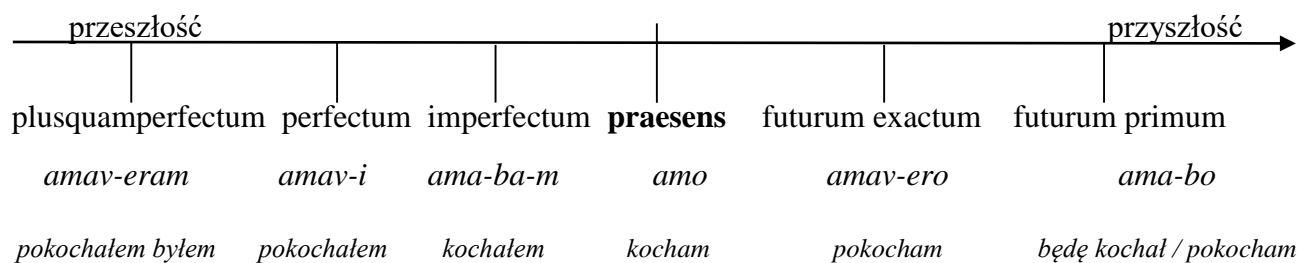 przeszłość przyszłość
plusquamperfectum perfectum imperfectum praesens futurum exactum futurum primum
amav-eram amav-i ama-ba-m amo amav-ero ama-bo
pokochałem byłem pokochałem kochałem kocham pokocham będę kochał / pokocham